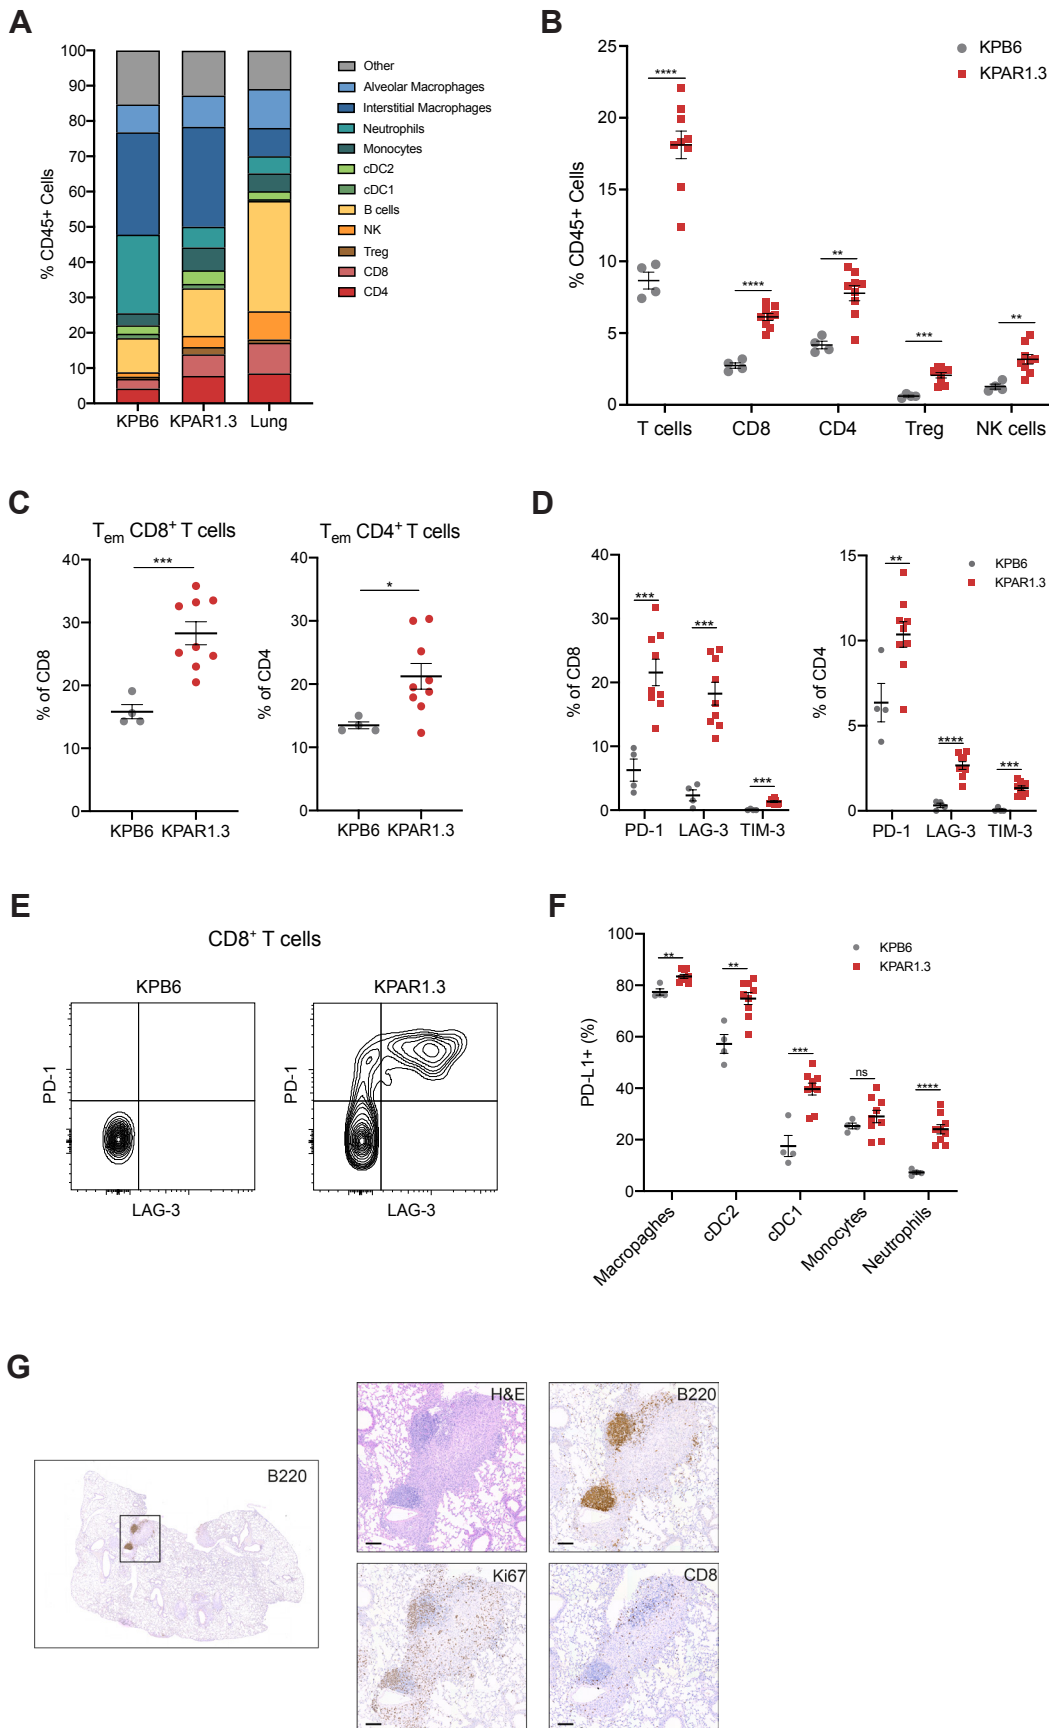 A
100
90
80
70
60
50
40
30
20
10
0
% CD45+ Cells
KPB6 KPAR1.3 Lung
Other
Alveolar Macrophages
Interstitial Macrophages
Neutrophils
Monocytes
cDC2
cDC1
B cells
NK
Treg
CD8
CD4
B
KPB6
KPAR1.3
25
20
15
10
5
0
% CD45+ Cells
****
****
**
***
**
T cells CD8 CD4 Treg NK cells
C
Tem CD8+ T cells
40
30
20
10
0
% of CD8
***
KPB6 KPAR1.3
Tem CD4+ T cells
40
30
20
10
0
% of CD4
*
KPB6 KPAR1.3
D
40
30
20
10
0
% of CD8
***
***
***
PD-1 LAG-3 TIM-3
15
10
5
0
% of CD4
**
****
***
KPB6
KPAR1.3
PD-1 LAG-3 TIM-3
E
CD8+ T cells
KPB6
PD-1
LAG-3
KPAR1.3
PD-1
LAG-3
F
KPB6
KPAR1.3
100
80
60
40
20
0
PD-L1+ (%)
**
**
***
ns
****
Macropaghes
cDC2
cDC1
Monocytes
Neutrophils
G
B220
H&E
B220
Ki67
CD8